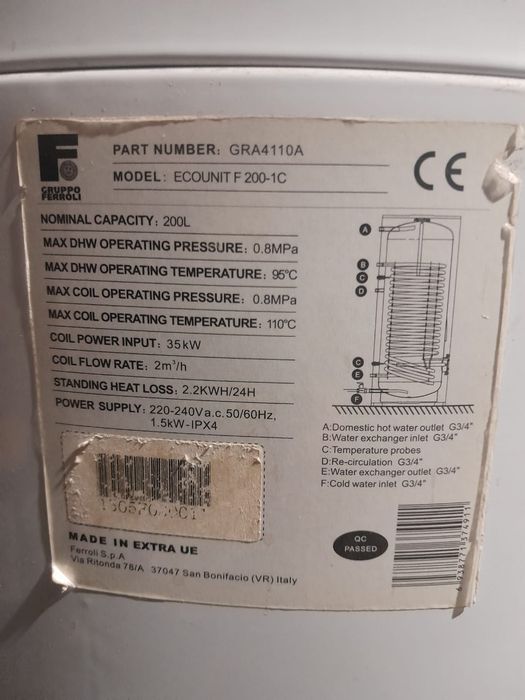 GRUPPO
FERROLI
PART NUMBER: GRA4110A
MODEL: ECOUNIT F 200-1C
CE
NOMINAL CAPACITY: 200L
MAX DHW OPERATING PRESSURE: 0.8MPa
MAX DHW OPERATING TEMPERATURE: 95℃
MAX COIL OPERATING PRESSURE: 0.8MPa
MAX COIL OPERATING TEMPERATURE: 110℃
COIL POWER INPUT: 35kW
COIL FLOW RATE: 2m³/h
STANDING HEAT LOSS: 2.2KWH/24H
POWER SUPPLY: 220-240Va.c.50/60Hz,
1.5kW-IPX4
A
B
C
D
C
E
F
A:Domestic hot water outlet G3/4"
B:Water exchanger inlet G3/4"
C:Temperature probes
D:Re-circulation G3/4"
E:Water exchanger outlet G3/4"
F:Cold water inlet G3/4"
MADE IN EXTRA UE
Ferroli S.p.A
Via Ritonda 78/A 37047 San Bonifacio (VR) Italy
QC
PASSED
6938771374911